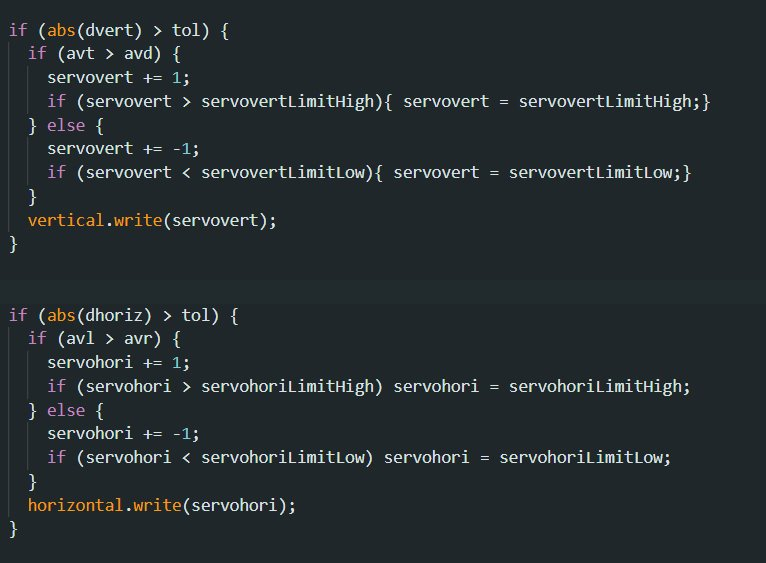 if (abs(dvert) > tol) {
  if (avt > avd) {
    servovert += 1;
    if (servovert > servovertLimitHigh){ servovert = servovertLimitHigh;}
  } else {
    servovert += -1;
    if (servovert < servovertLimitLow){ servovert = servovertLimitLow;}
  }
  vertical.write(servovert);
}
if (abs(dhoriz) > tol) {
  if (avl > avr) {
    servohori += 1;
    if (servohori > servohoriLimitHigh) servohori = servohoriLimitHigh;
  } else {
    servohori += -1;
    if (servohori < servohoriLimitLow) servohori = servohoriLimitLow;
  }
  horizontal.write(servohori);
}